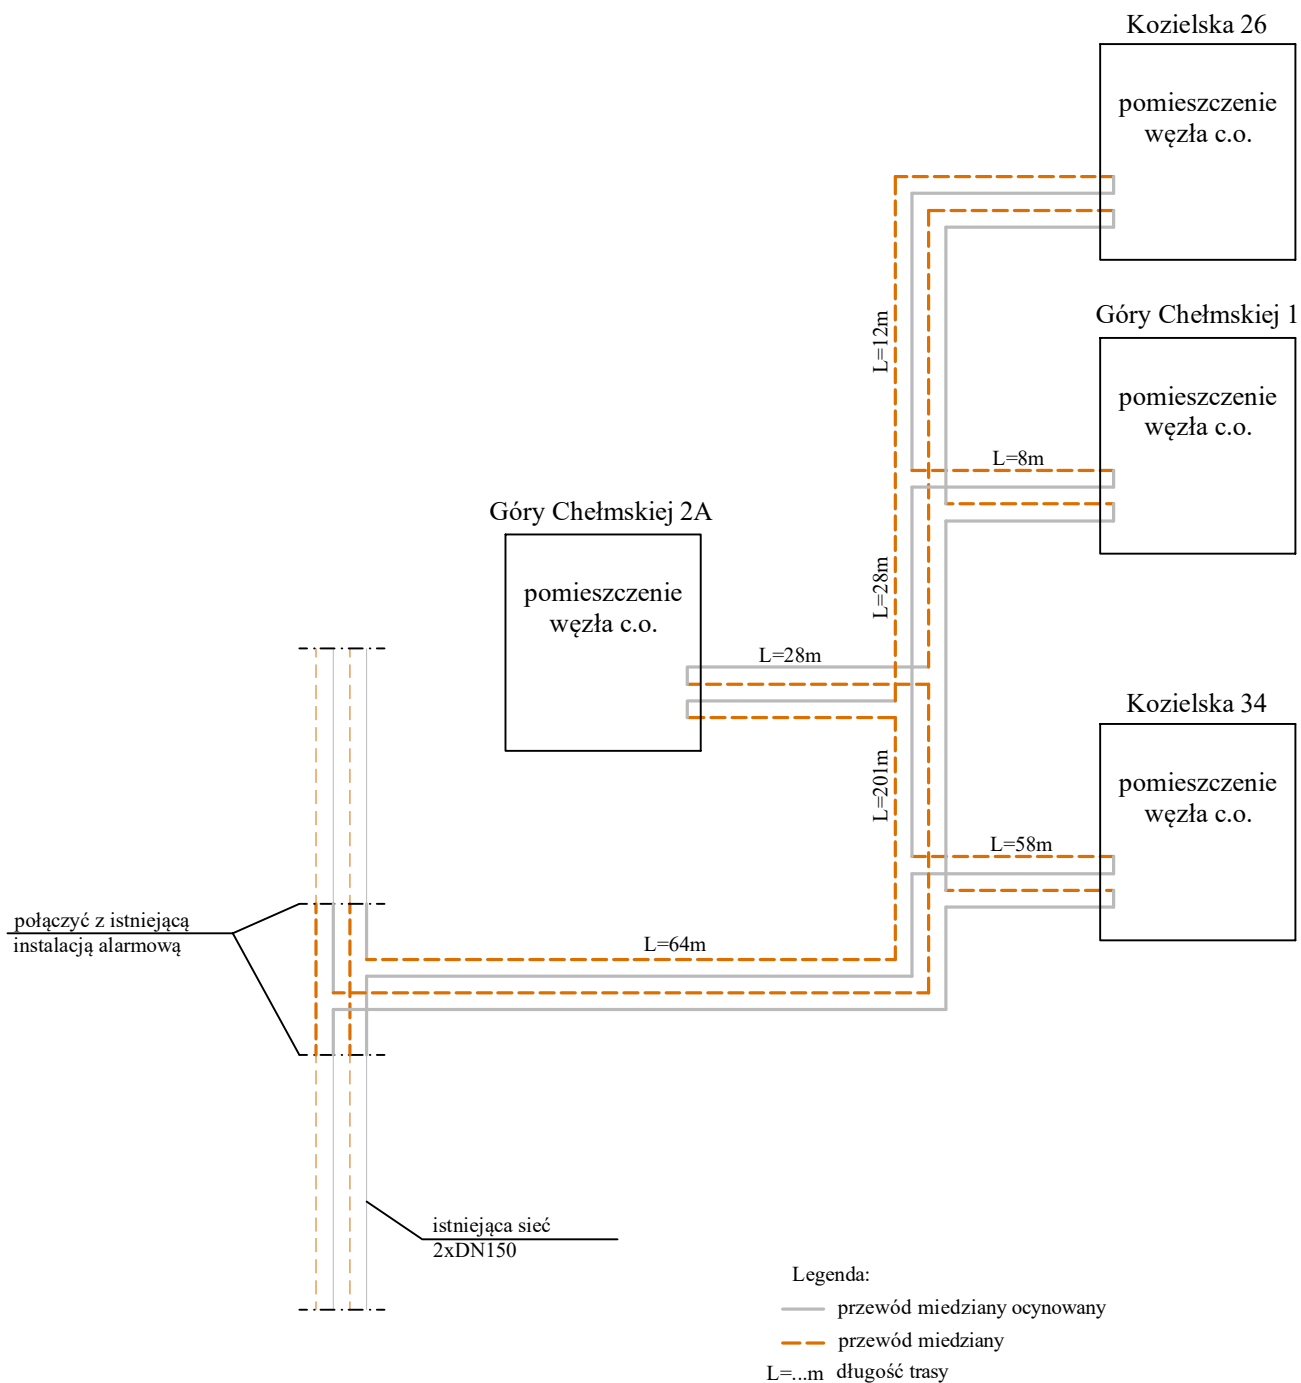 Kozielska 26
pomieszczenie
węzła c.o.
L=12m
Góry Chełmskiej 1
pomieszczenie
węzła c.o.
L=8m
Góry Chełmskiej 2A
pomieszczenie
węzła c.o.
L=28m
L=28m
Kozielska 34
pomieszczenie
węzła c.o.
L=201m
L=58m
połączyć z istniejącą
instalacją alarmową
L=64m
istniejąca sieć
2xDN150
Legenda:
przewód miedziany ocynowany
przewód miedziany
L=...m długość trasy